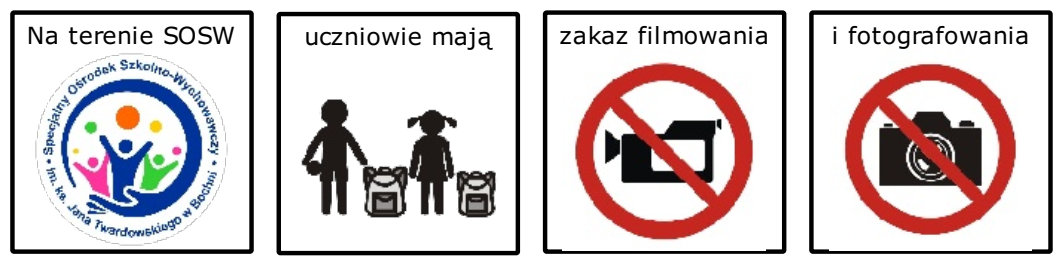 Na terenie SOSW
uczniowie mają
zakaz filmowania
i fotografowania
Specjalny Ośrodek Szkolno-Wychowawczy
• im. ks. Jana Twardowskiego w Bochni •